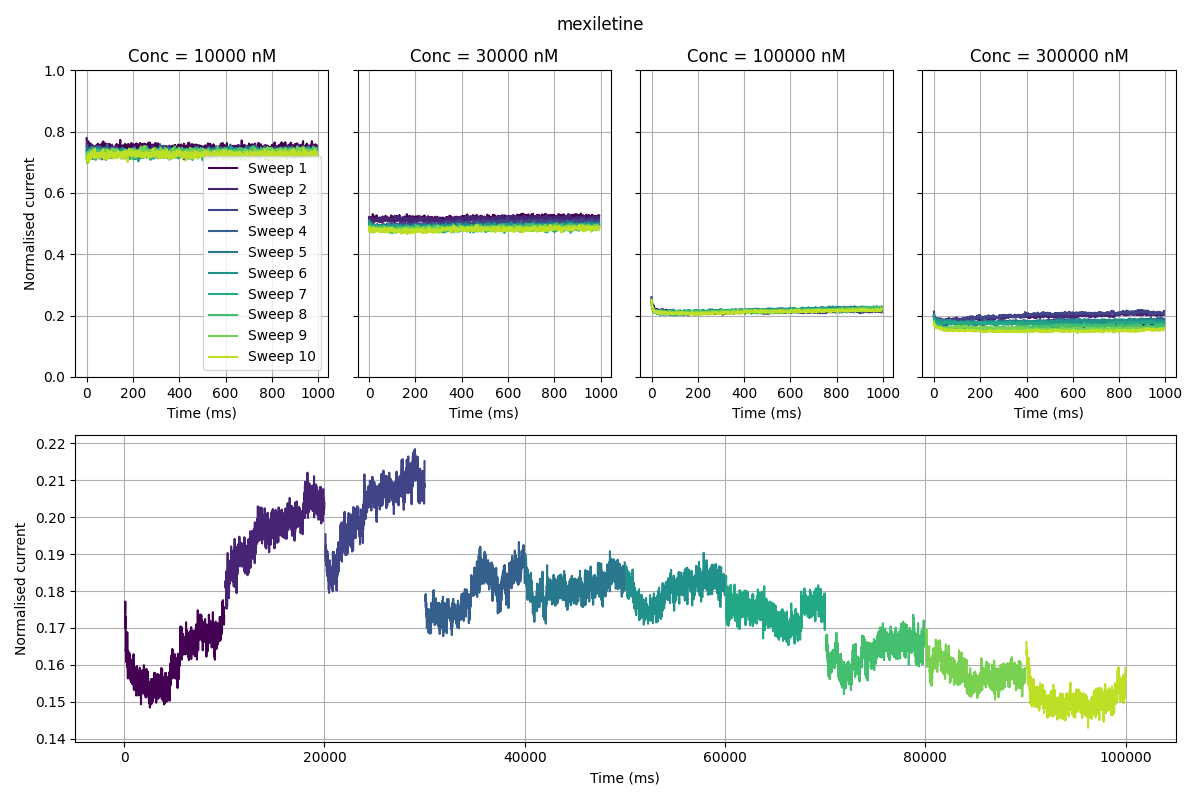 mexiletine
Conc = 10000 nM
Conc = 30000 nM
Conc = 100000 nM
Conc = 300000 nM
1.0
0.8
0.6
0.4
0.2
0.0
Normalised current
Sweep 1
Sweep 2
Sweep 3
Sweep 4
Sweep 5
Sweep 6
Sweep 7
Sweep 8
Sweep 9
Sweep 10
0 200 400 600 800 1000
0 200 400 600 800 1000
0 200 400 600 800 1000
0 200 400 600 800 1000
Time (ms)
Time (ms)
Time (ms)
Time (ms)
0.22
0.21
0.20
0.19
0.18
0.17
0.16
0.15
0.14
Normalised current
0 20000 40000 60000 80000 100000
Time (ms)